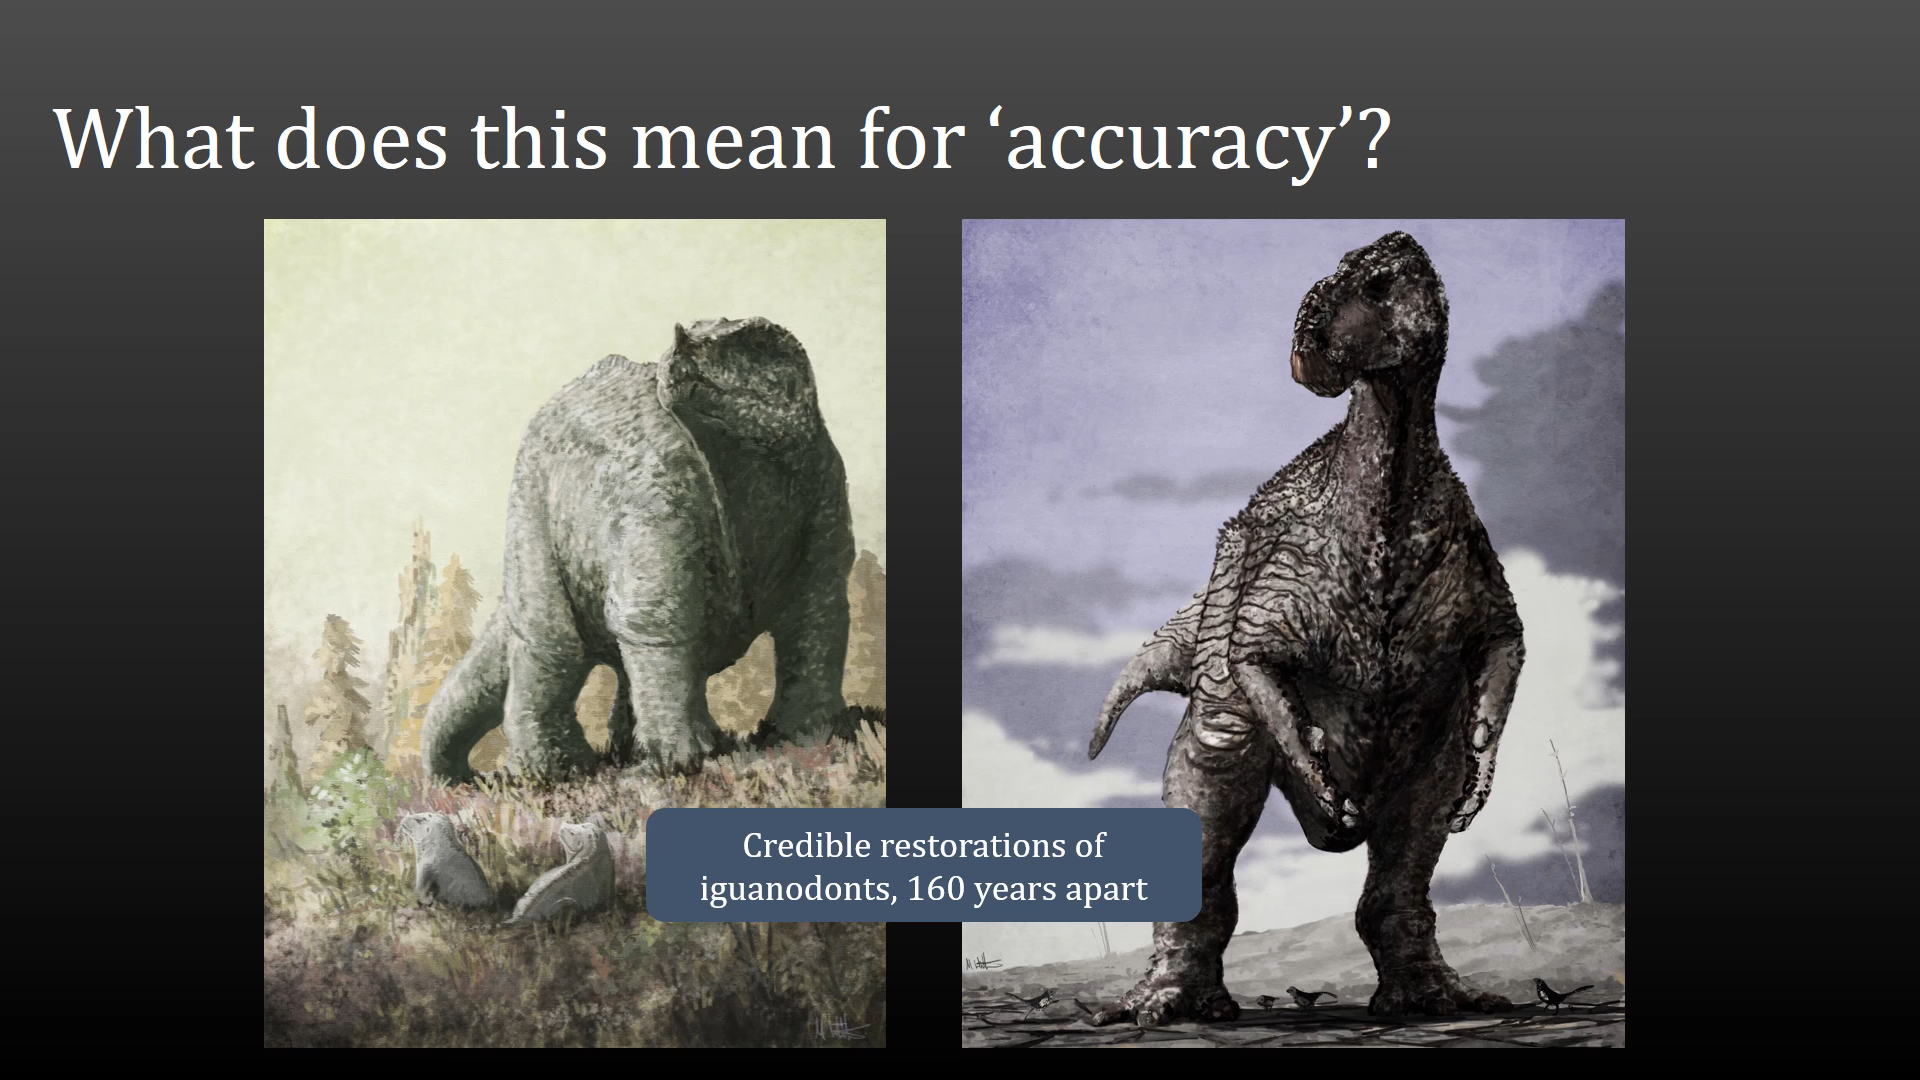 What does this mean for ‘accuracy’?
Credible restorations of
iguanodonts, 160 years apart